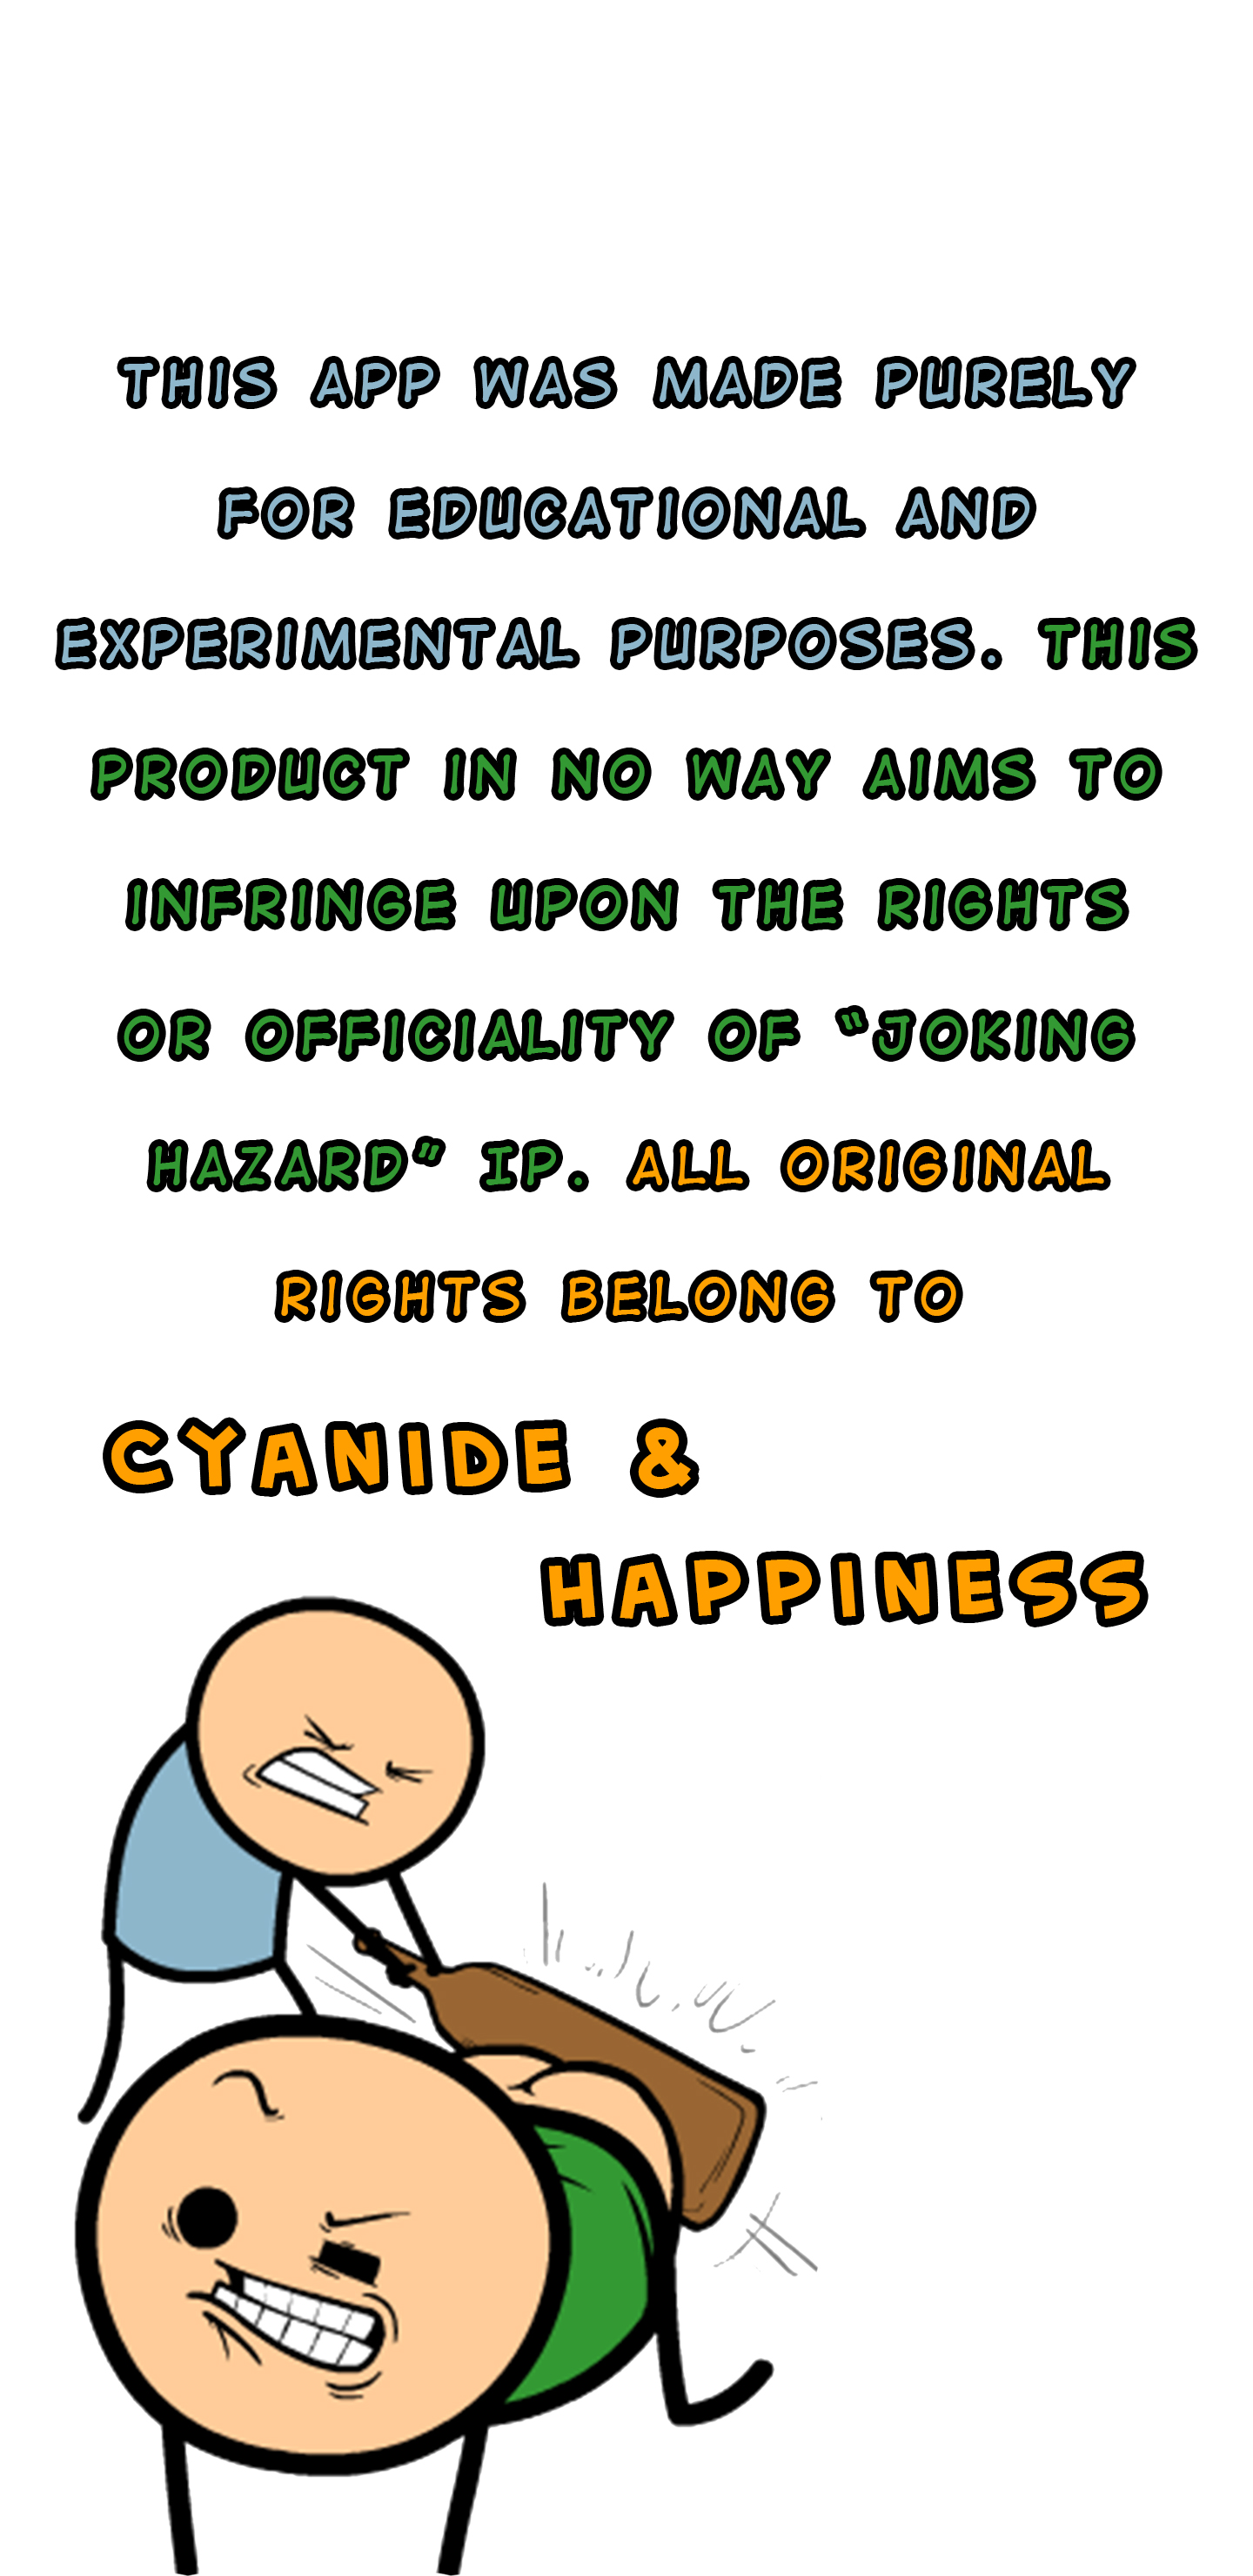 THIS APP WAS MADE PURELY
FOR EDUCATIONAL AND
EXPERIMENTAL PURPOSES. THIS
PRODUCT IN NO WAY AIMS TO
INFRINGE UPON THE RIGHTS
OR OFFICIALITY OF "JOKING
HAZARD" IP. ALL ORIGINAL
RIGHTS BELONG TO
CYANIDE &
HAPPINESS